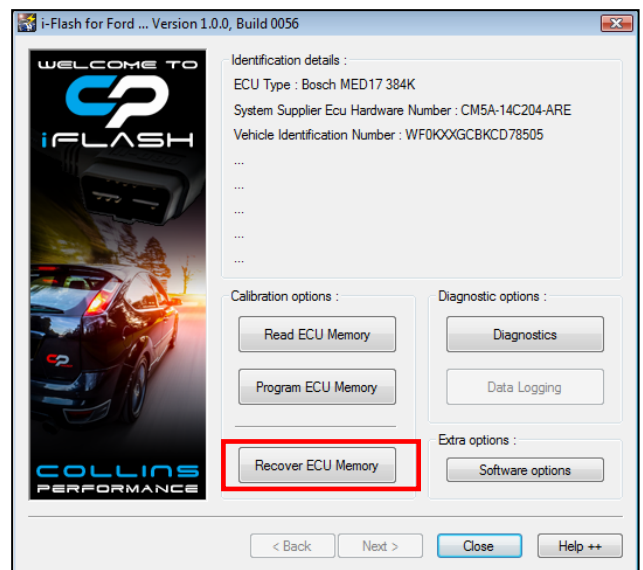 i-Flash for Ford ... Version 1.0.0, Build 0056
WELCOME TO
CP
iFLASH
COLLINS
PERFORMANCE
Identification details :
ECU Type : Bosch MED17 384K
System Supplier Ecu Hardware Number : CM5A-14C204-ARE
Vehicle Identification Number : WF0KXXGCBKCD78505
...
...
...
...
...
Calibration options :
Read ECU Memory
Program ECU Memory
Recover ECU Memory
Diagnostic options :
Diagnostics
Data Logging
Extra options :
Software options
< Back
Next >
Close
Help ++